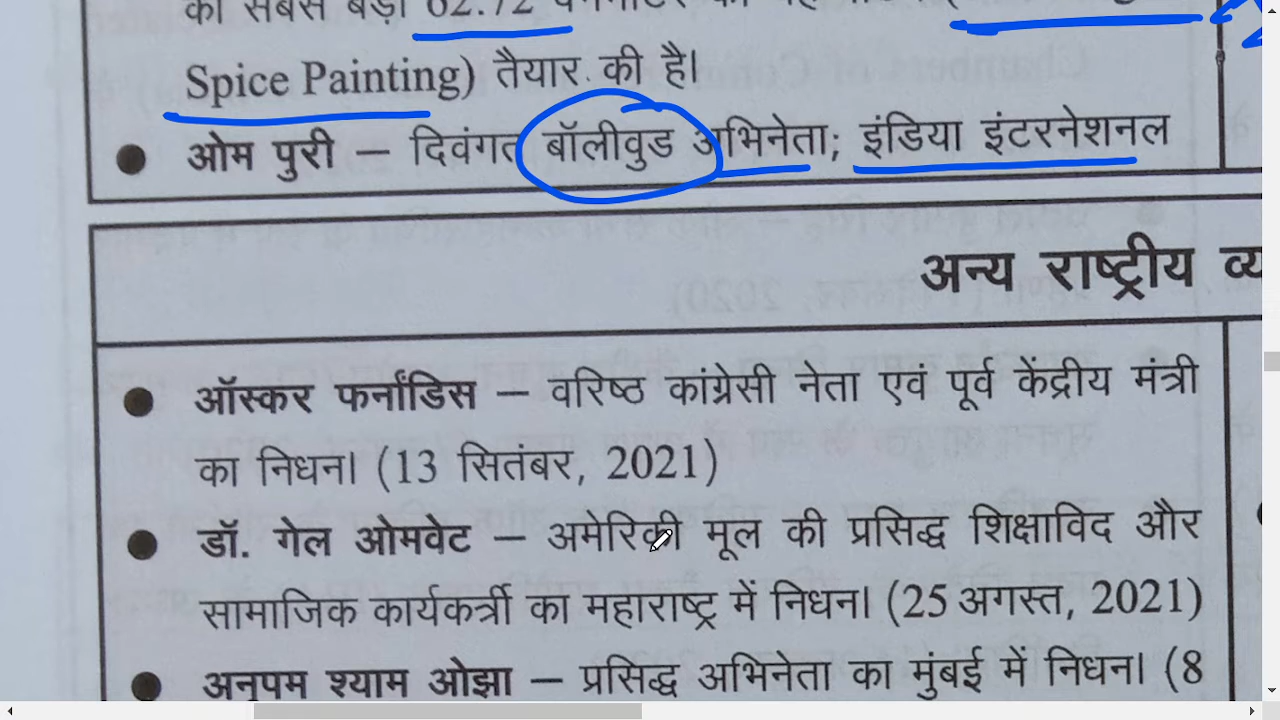 का सबसे बड़ा 62.72
Spice Painting) तैयार की है।
● ओम पुरी – दिवंगत बॉलीवुड अभिनेता; इंडिया इंटरनेशनल
अन्य राष्ट्रीय
● ऑस्कर फर्नांडिस – वरिष्ठ कांग्रेसी नेता एवं पूर्व केंद्रीय मंत्री
का निधन। (13 सितंबर, 2021)
● डॉ. गेल ओमवेट – अमेरिकी मूल की प्रसिद्ध शिक्षाविद और
सामाजिक कार्यकर्त्री का महाराष्ट्र में निधन। (25 अगस्त, 2021)
● अनुपम श्याम ओझा – प्रसिद्ध अभिनेता का मुंबई में निधन। (8